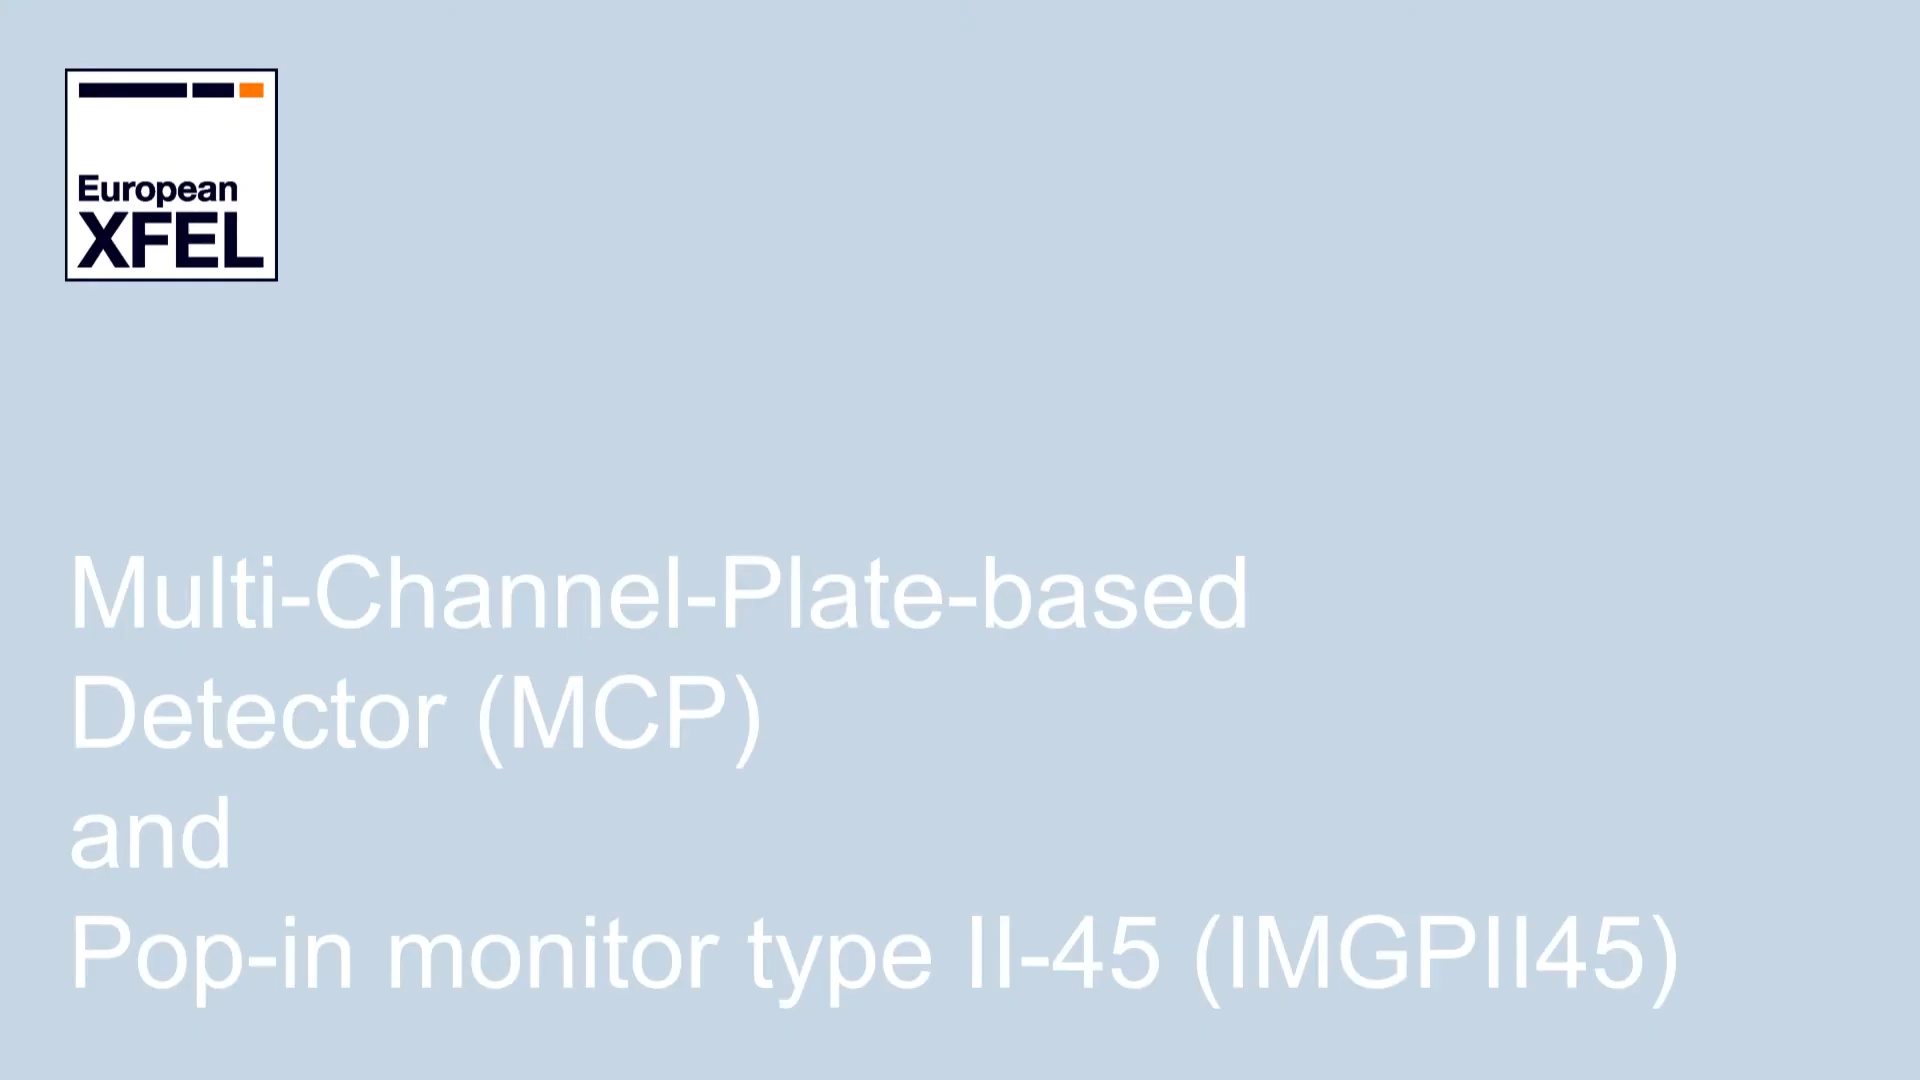 European
XFEL
Multi-Channel-Plate-based
Detector (MCP)
and
Pop-in monitor type II-45 (IMGPII45)